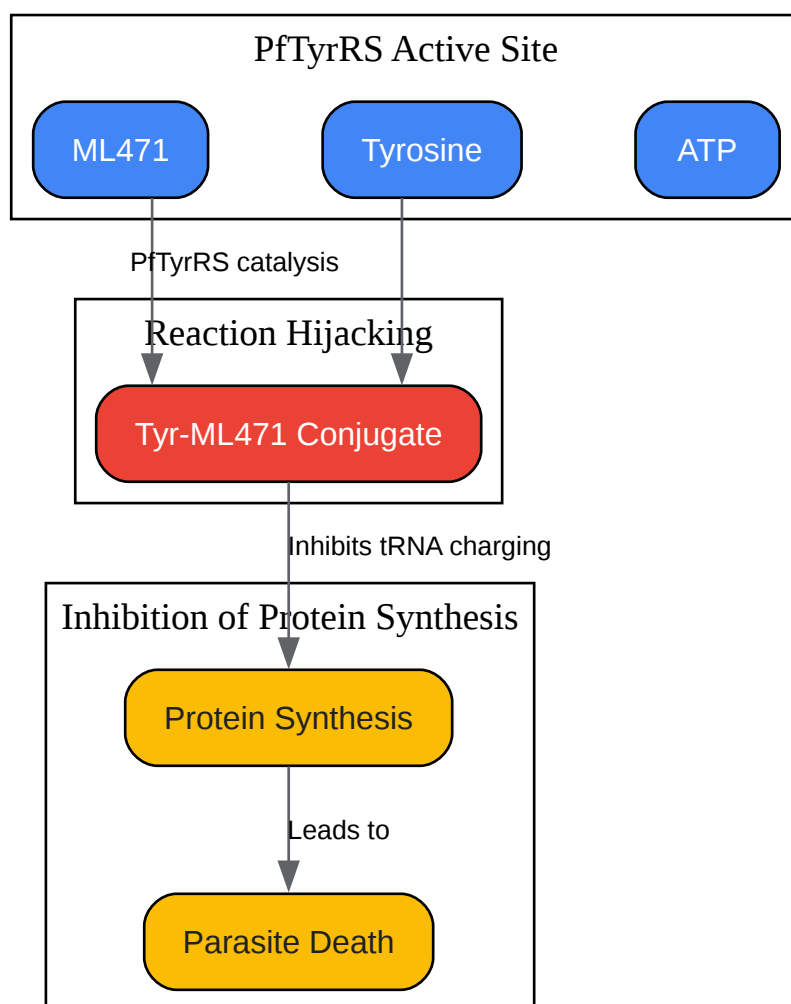 PfTyrRS Active Site
ML471
Tyrosine
ATP
PfTyrRS catalysis
Reaction Hijacking
Tyr-ML471 Conjugate
Inhibits tRNA charging
Inhibition of Protein Synthesis
Protein Synthesis
Leads to
Parasite Death